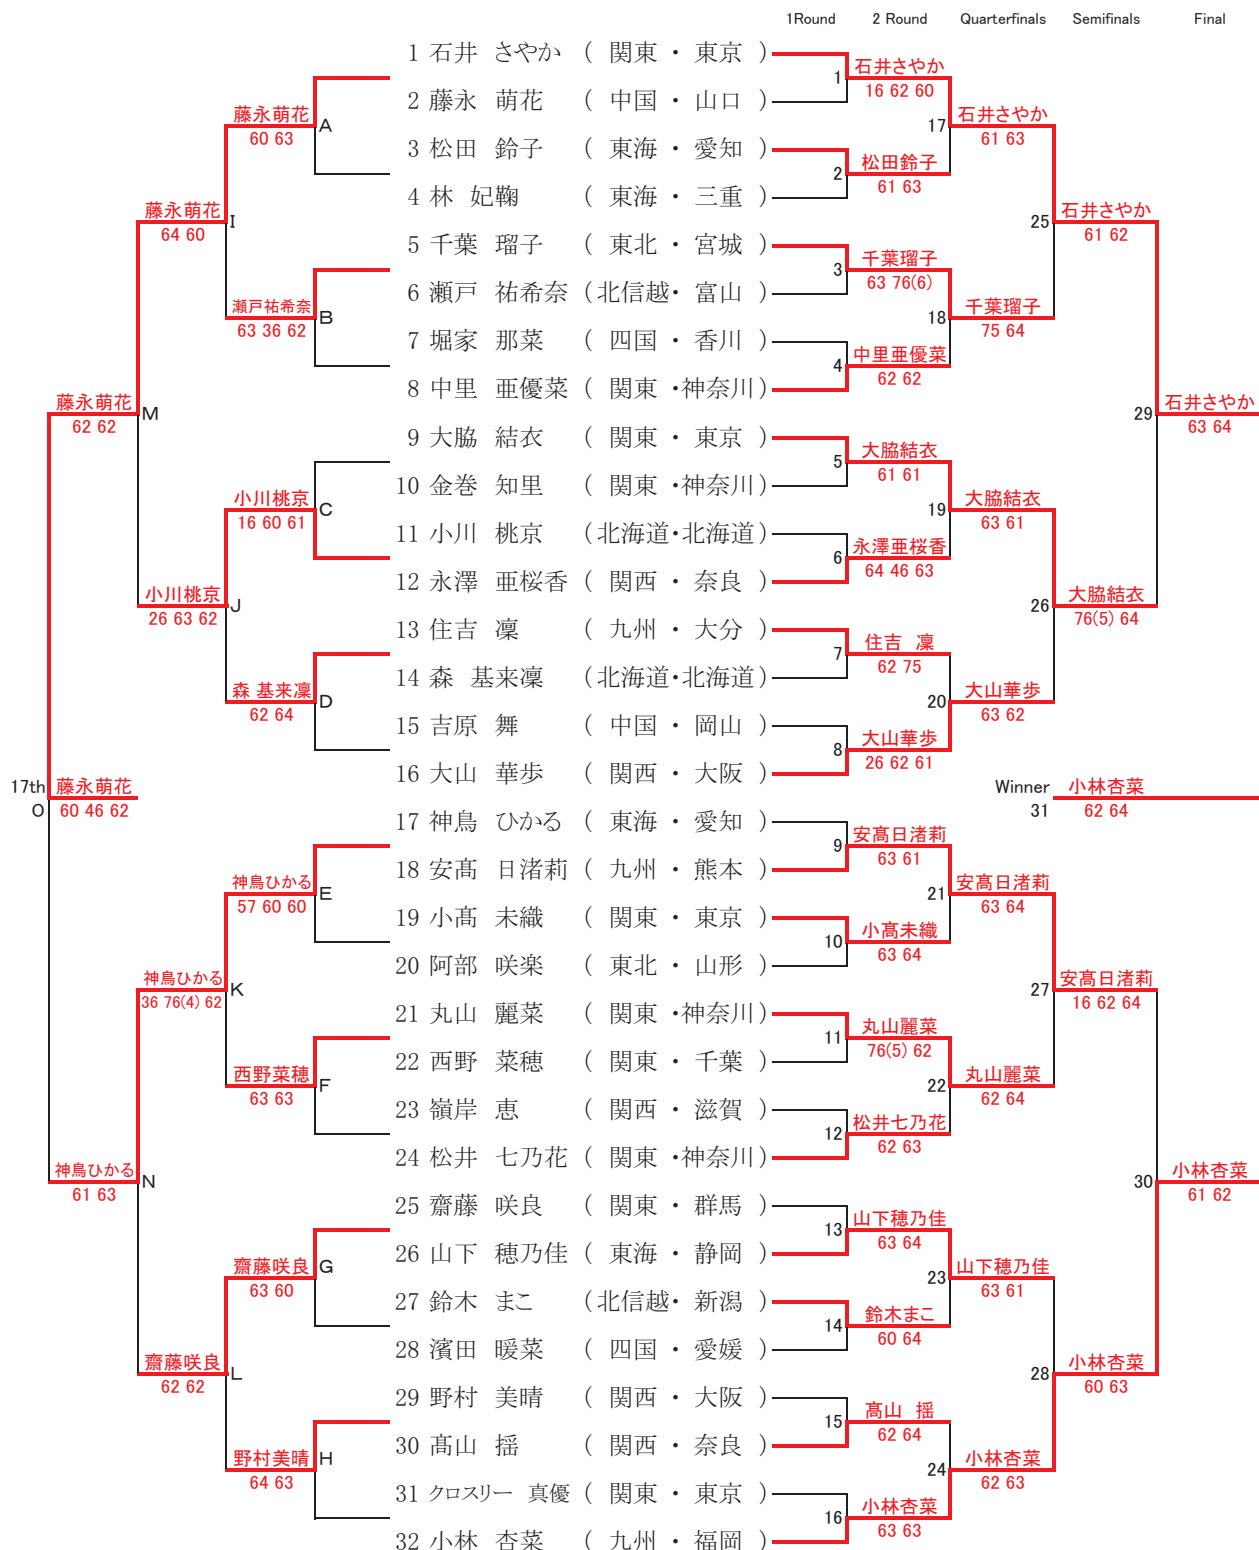 1Round 2 Round Quarterfinals Semifinals Final
1 石井 さやか ( 関東 ・ 東京 )
石井さやか
1
16 62 60
2 藤永 萌花 ( 中国 ・ 山口 )
藤永萌花
A
60 63
17
石井さやか
61 63
3 松田 鈴子 ( 東海 ・ 愛知 )
松田鈴子
2
61 63
4 林 妃鞠 ( 東海 ・ 三重 )
藤永萌花
I
64 60
25
石井さやか
61 62
5 千葉 瑠子 ( 東北 ・ 宮城 )
千葉瑠子
3
63 76(6)
6 瀬戸 祐希奈 (北信越・ 富山 )
瀬戸祐希奈
B
63 36 62
18
千葉瑠子
75 64
7 堀家 那菜 ( 四国 ・ 香川 )
中里亜優菜
4
62 62
8 中里 亜優菜 ( 関東 ・神奈川)
藤永萌花
M
62 62
29
石井さやか
63 64
9 大脇 結衣 ( 関東 ・ 東京 )
大脇結衣
5
61 61
10 金巻 知里 ( 関東 ・神奈川)
小川桃京
C
16 60 61
19
大脇結衣
63 61
11 小川 桃京 (北海道・北海道)
永澤亜桜香
6
64 46 63
12 永澤 亜桜香 ( 関西 ・ 奈良 )
小川桃京
J
26 63 62
26
大脇結衣
76(5) 64
13 住吉 凜 ( 九州 ・ 大分 )
住吉 凜
7
62 75
14 森 基来凜 (北海道・北海道)
森 基来凜
D
62 64
20
大山華歩
63 62
15 吉原 舞 ( 中国 ・ 岡山 )
大山華歩
8
26 62 61
16 大山 華歩 ( 関西 ・ 大阪 )
17th
O
藤永萌花
60 46 62
Winner
31
小林杏菜
62 64
17 神鳥 ひかる ( 東海 ・ 愛知 )
安髙日渚莉
9
63 61
18 安髙 日渚莉 ( 九州 ・ 熊本 )
神鳥ひかる
E
57 60 60
21
安髙日渚莉
63 64
19 小髙 未織 ( 関東 ・ 東京 )
小髙未織
10
63 64
20 阿部 咲楽 ( 東北 ・ 山形 )
神鳥ひかる
K
36 76(4) 62
27
安髙日渚莉
16 62 64
21 丸山 麗菜 ( 関東 ・神奈川)
丸山麗菜
11
76(5) 62
22 西野 菜穂 ( 関東 ・ 千葉 )
西野菜穂
F
63 63
22
丸山麗菜
62 64
23 嶺岸 恵 ( 関西 ・ 滋賀 )
松井七乃花
12
62 63
24 松井 七乃花 ( 関東 ・神奈川)
神鳥ひかる
N
61 63
30
小林杏菜
61 62
25 齋藤 咲良 ( 関東 ・ 群馬 )
山下穂乃佳
13
63 64
26 山下 穂乃佳 ( 東海 ・ 静岡 )
齋藤咲良
G
63 60
23
山下穂乃佳
63 61
27 鈴木 まこ (北信越・ 新潟 )
鈴木まこ
14
60 64
28 濱田 暖菜 ( 四国 ・ 愛媛 )
齋藤咲良
L
62 62
28
小林杏菜
60 63
29 野村 美晴 ( 関西 ・ 大阪 )
髙山 揺
15
62 64
30 髙山 揺 ( 関西 ・ 奈良 )
野村美晴
H
64 63
24
小林杏菜
62 63
31 クロスリー 真優 ( 関東 ・ 東京 )
小林杏菜
16
63 63
32 小林 杏菜 ( 九州 ・ 福岡 )